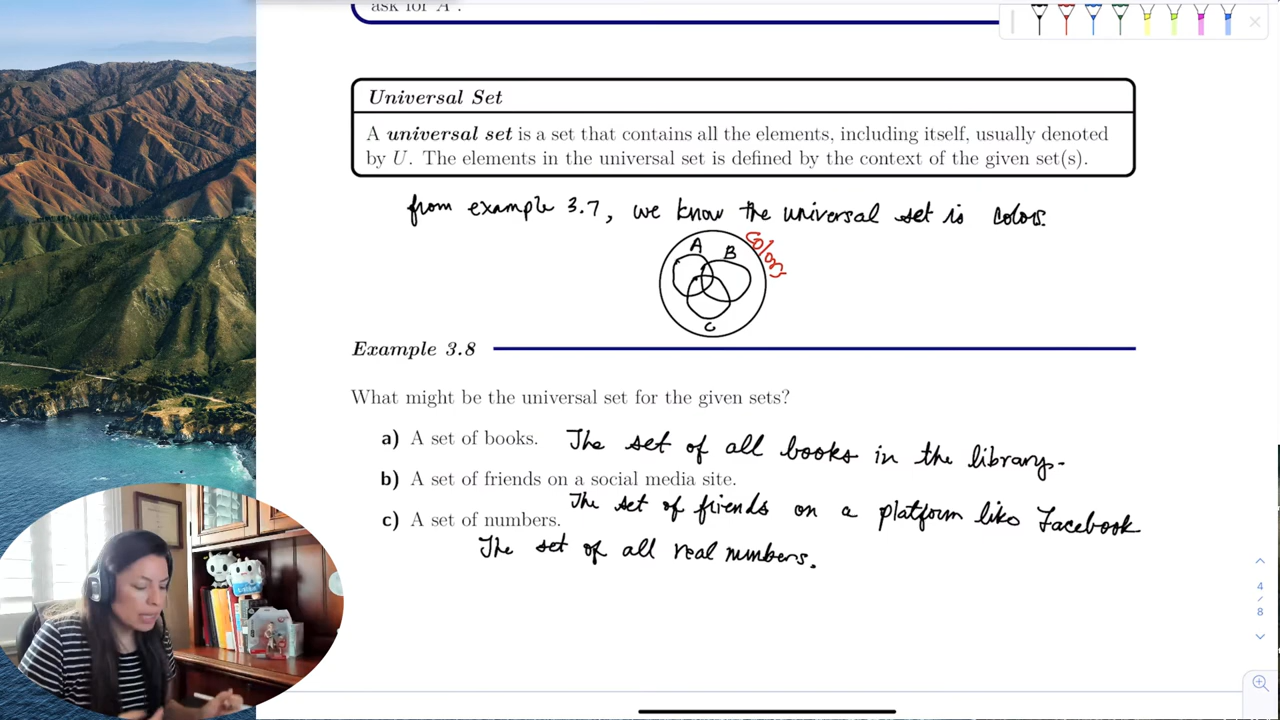 ask for A .
Universal Set
A universal set is a set that contains all the elements, including itself, usually denoted
by U. The elements in the universal set is defined by the context of the given set(s).
from example 3.7, we know the universal set is colors.
A B colors
C
Example 3.8
What might be the universal set for the given sets?
a) A set of books. The set of all books in the library.
b) A set of friends on a social media site.
The set of friends on a platform like Facebook
c) A set of numbers.
The set of all real numbers.
4
/
8